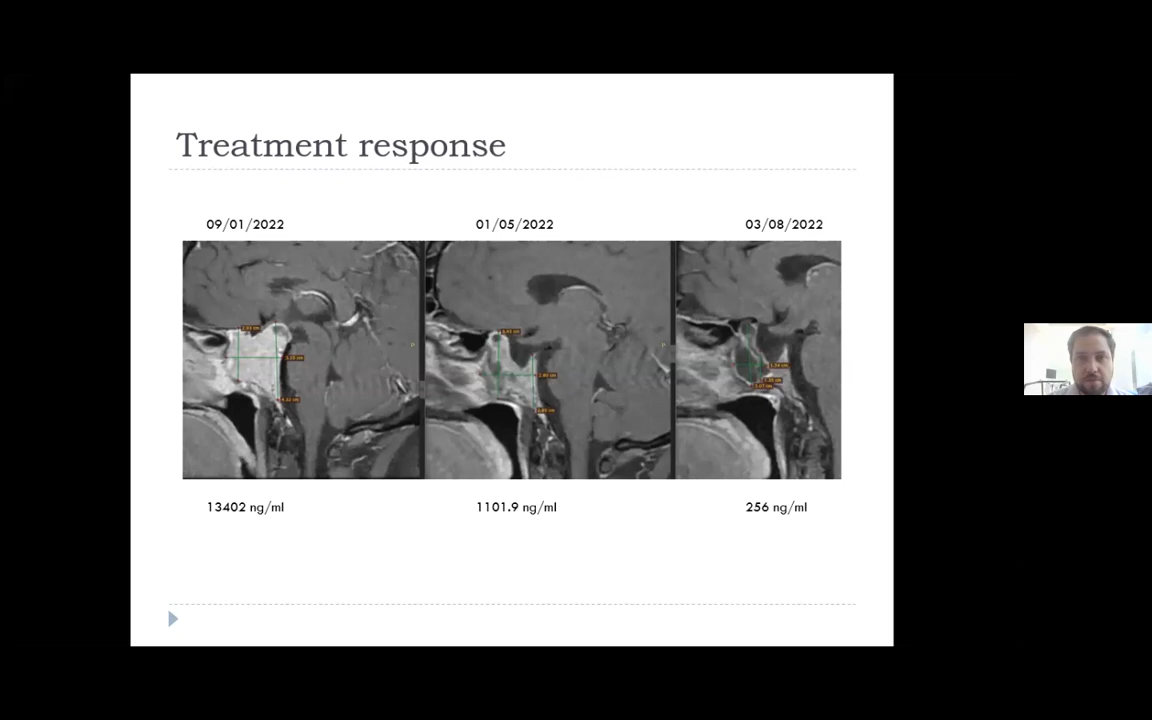 Treatment response
09/01/2022
01/05/2022
03/08/2022
13402 ng/ml
1101.9 ng/ml
256 ng/ml